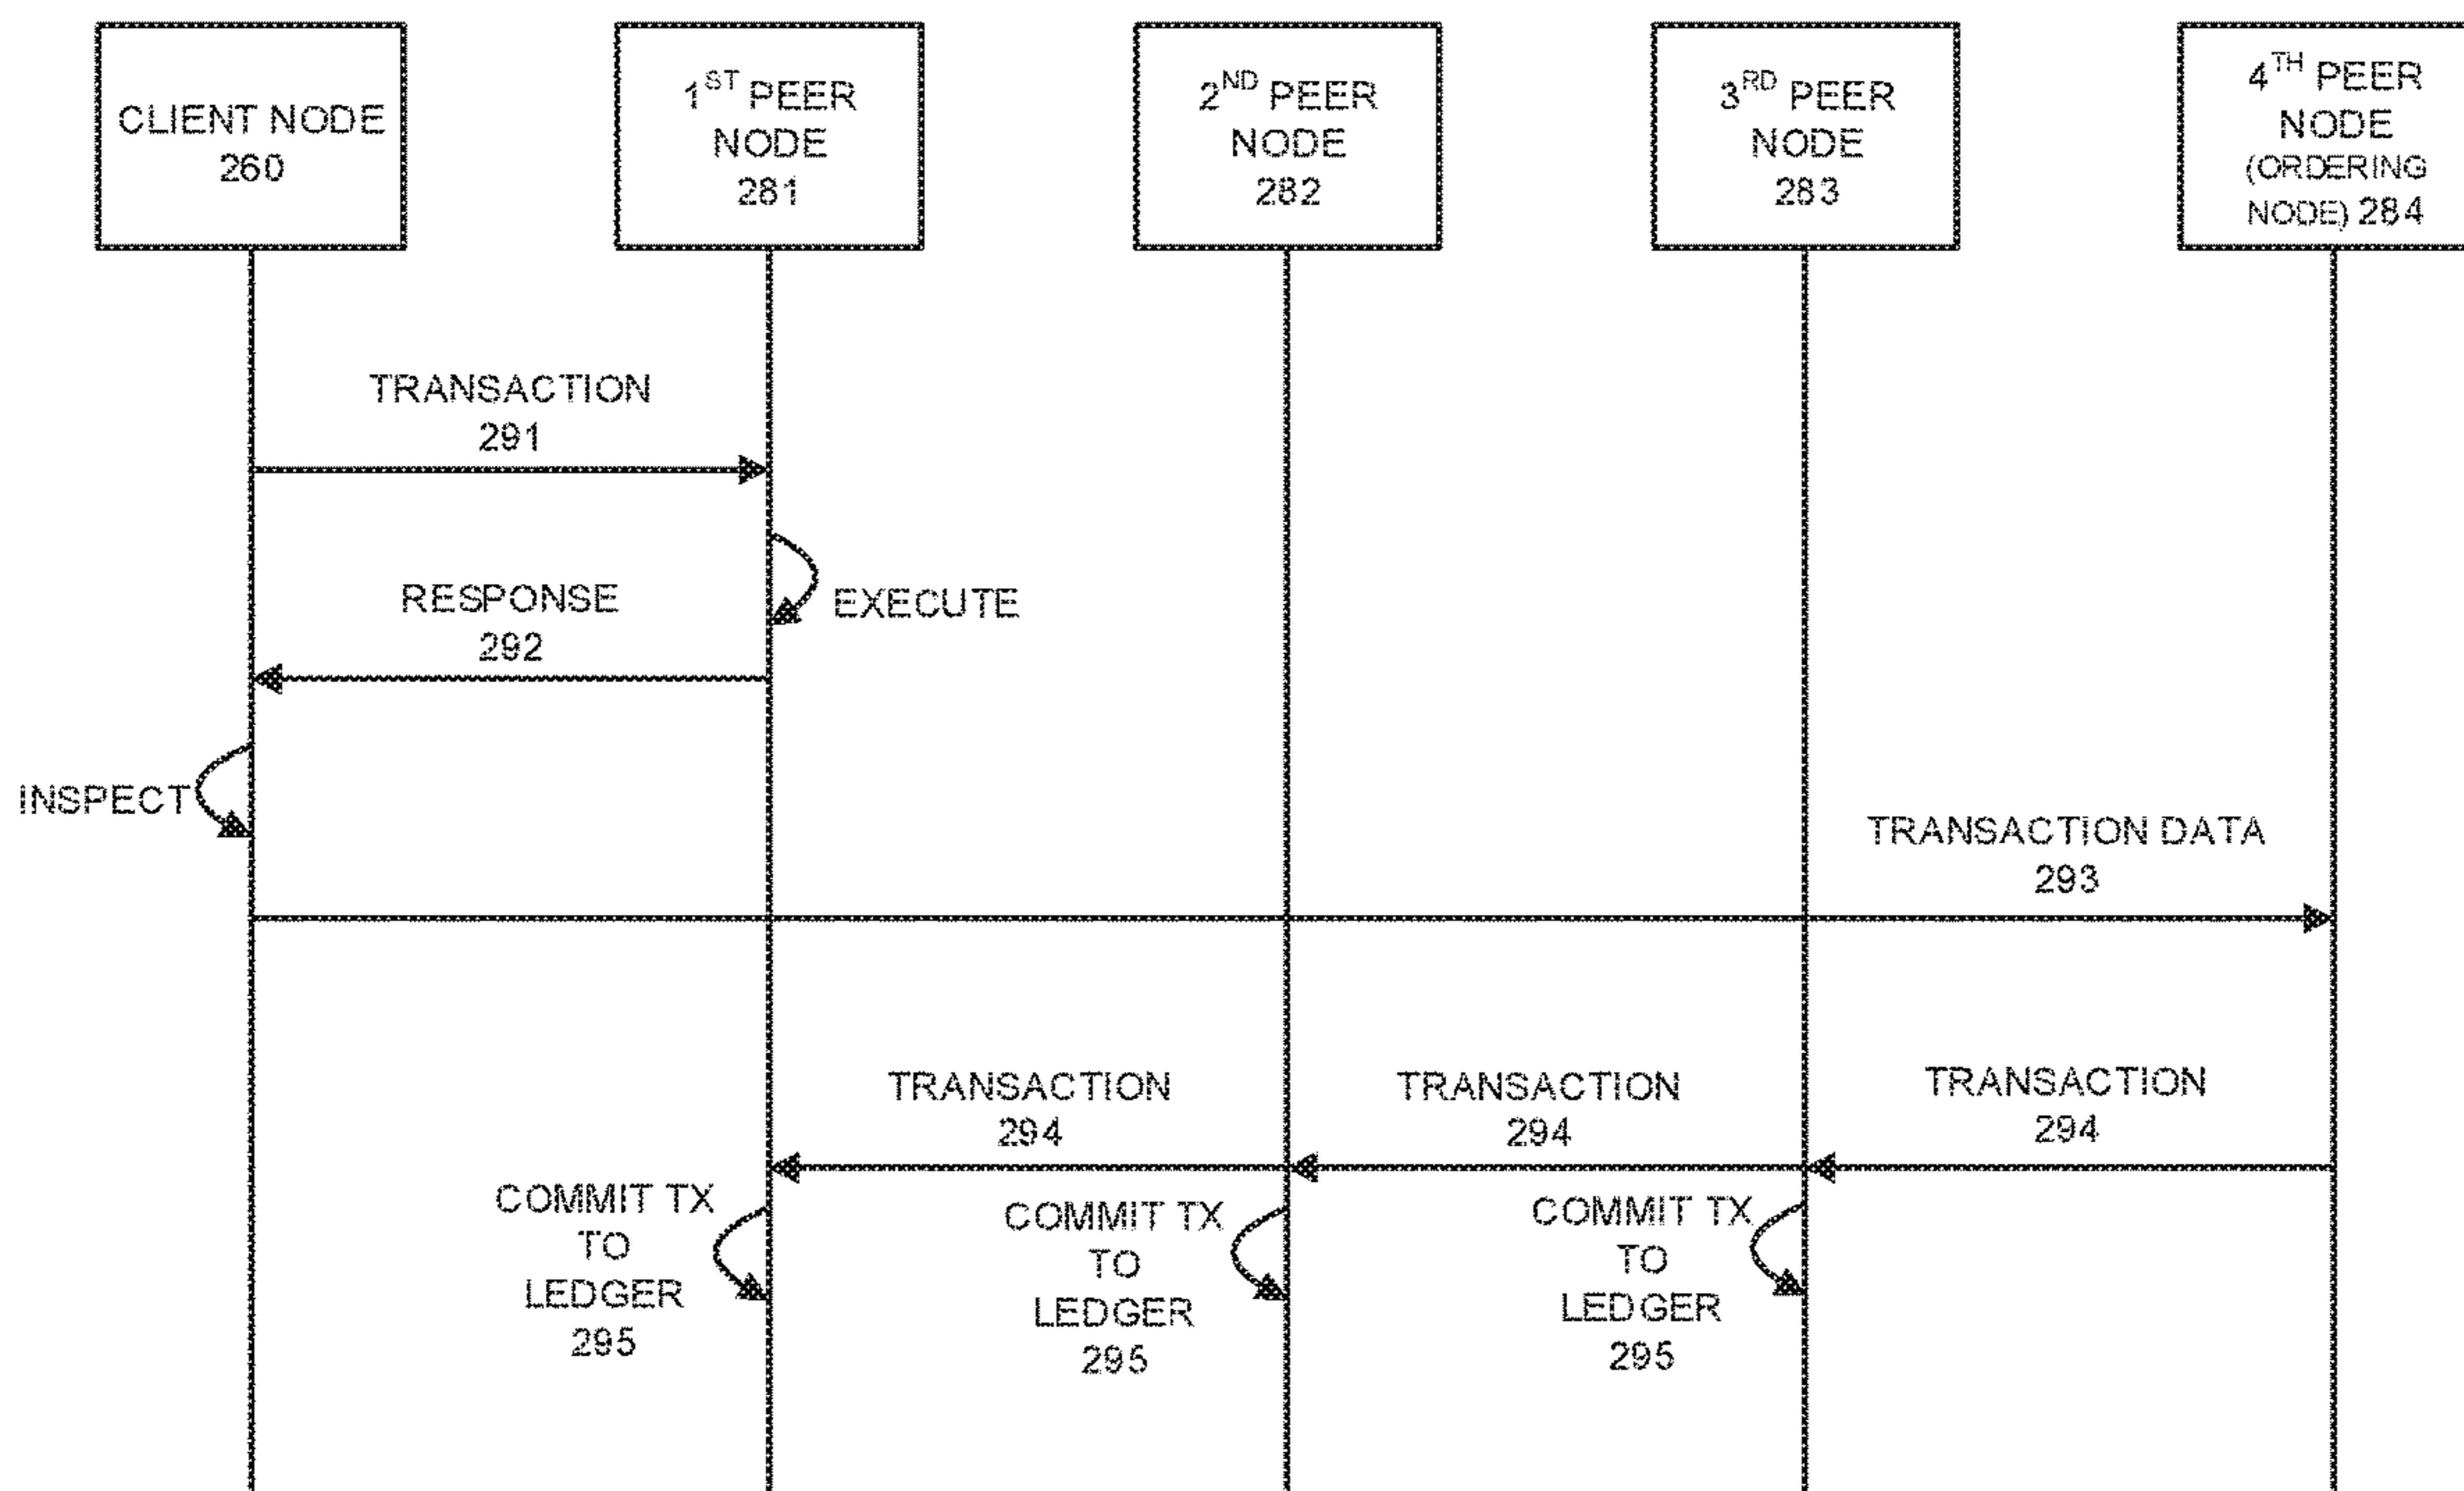 CLIENT NODE
260
1ST PEER
NODE
281
2ND PEER
NODE
282
3RD PEER
NODE
283
4TH PEER
NODE
(ORDERING
NODE) 284
TRANSACTION
291
EXECUTE
RESPONSE
292
INSPECT
TRANSACTION DATA
293
TRANSACTION
294
TRANSACTION
294
TRANSACTION
294
COMMIT TX
TO
LEDGER
295
COMMIT TX
TO
LEDGER
295
COMMIT TX
TO
LEDGER
295